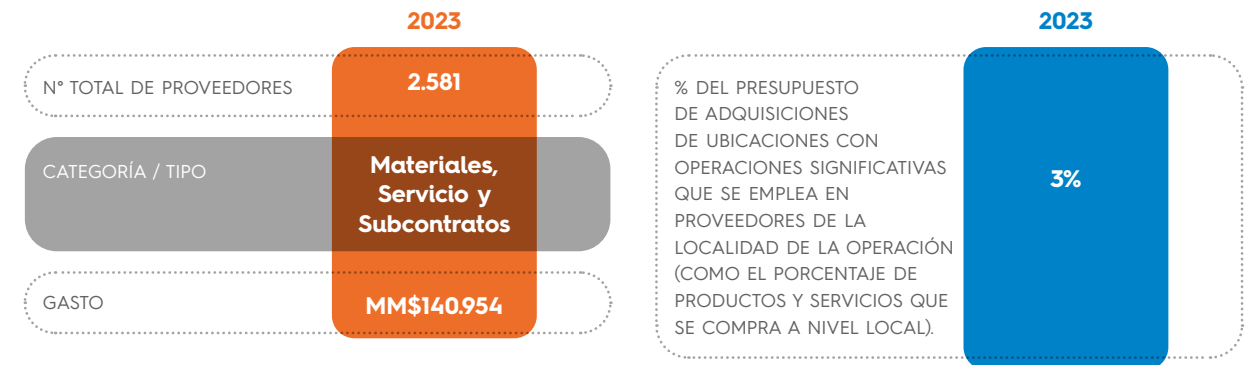 2023
N° TOTAL DE PROVEEDORES
2.581
CATEGORÍA / TIPO
Materiales,
Servicio y
Subcontratos
GASTO
MM$140.954
2023
% DEL PRESUPUESTO
DE ADQUISICIONES
DE UBICACIONES CON
OPERACIONES SIGNIFICATIVAS
QUE SE EMPLEA EN
PROVEEDORES DE LA
LOCALIDAD DE LA OPERACIÓN
(COMO EL PORCENTAJE DE
PRODUCTOS Y SERVICIOS QUE
SE COMPRA A NIVEL LOCAL).
3%